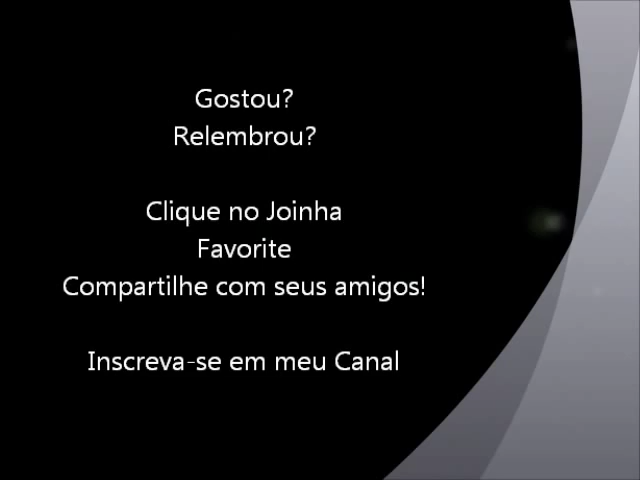 Gostou?
Relembrou?
Clique no Joinha
Favorite
Compartilhe com seus amigos!
Inscreva-se em meu Canal